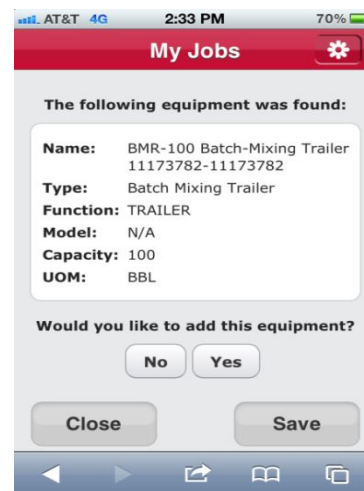 AT&T 4G 2:33 PM 70%
My Jobs
The following equipment was found:
Name: BMR-100 Batch-Mixing Trailer
11173782-11173782
Type: Batch Mixing Trailer
Function: TRAILER
Model: N/A
Capacity: 100
UOM: BBL
Would you like to add this equipment?
No Yes
Close Save